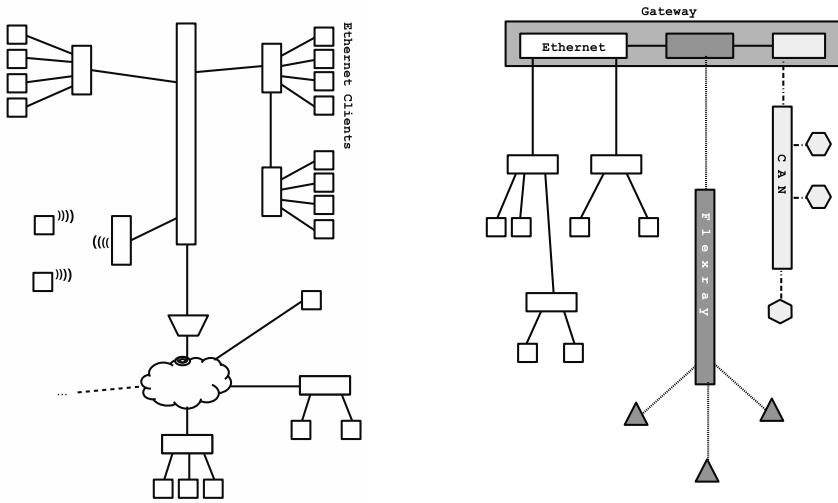 Ethernet Clients
...
Gateway
Ethernet
CAN
Flexray